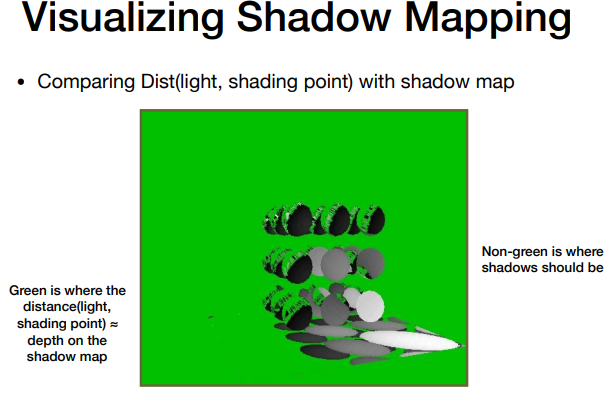 Visualizing Shadow Mapping
• Comparing Dist(light, shading point) with shadow map
Non-green is where
shadows should be
Green is where the
distance(light,
shading point) ≈
depth on the
shadow map